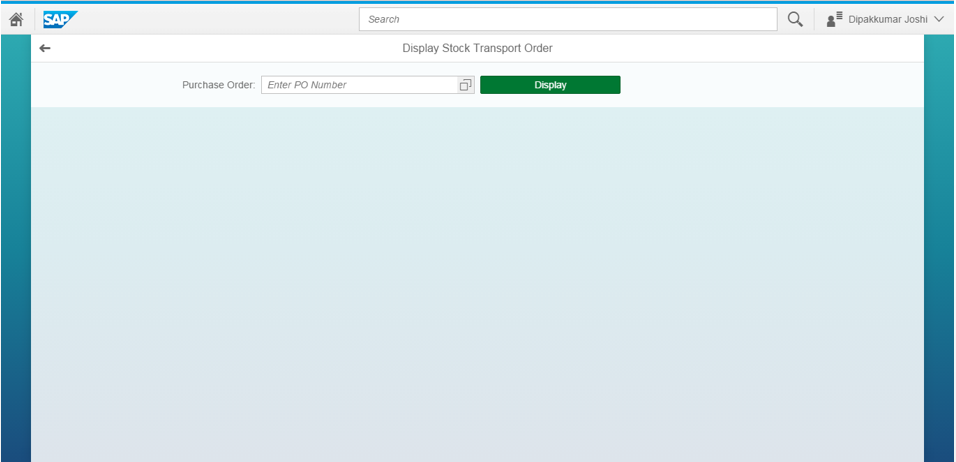 SAP
Search
Dipakkumar Joshi
Display Stock Transport Order
Purchase Order: Enter PO Number Display